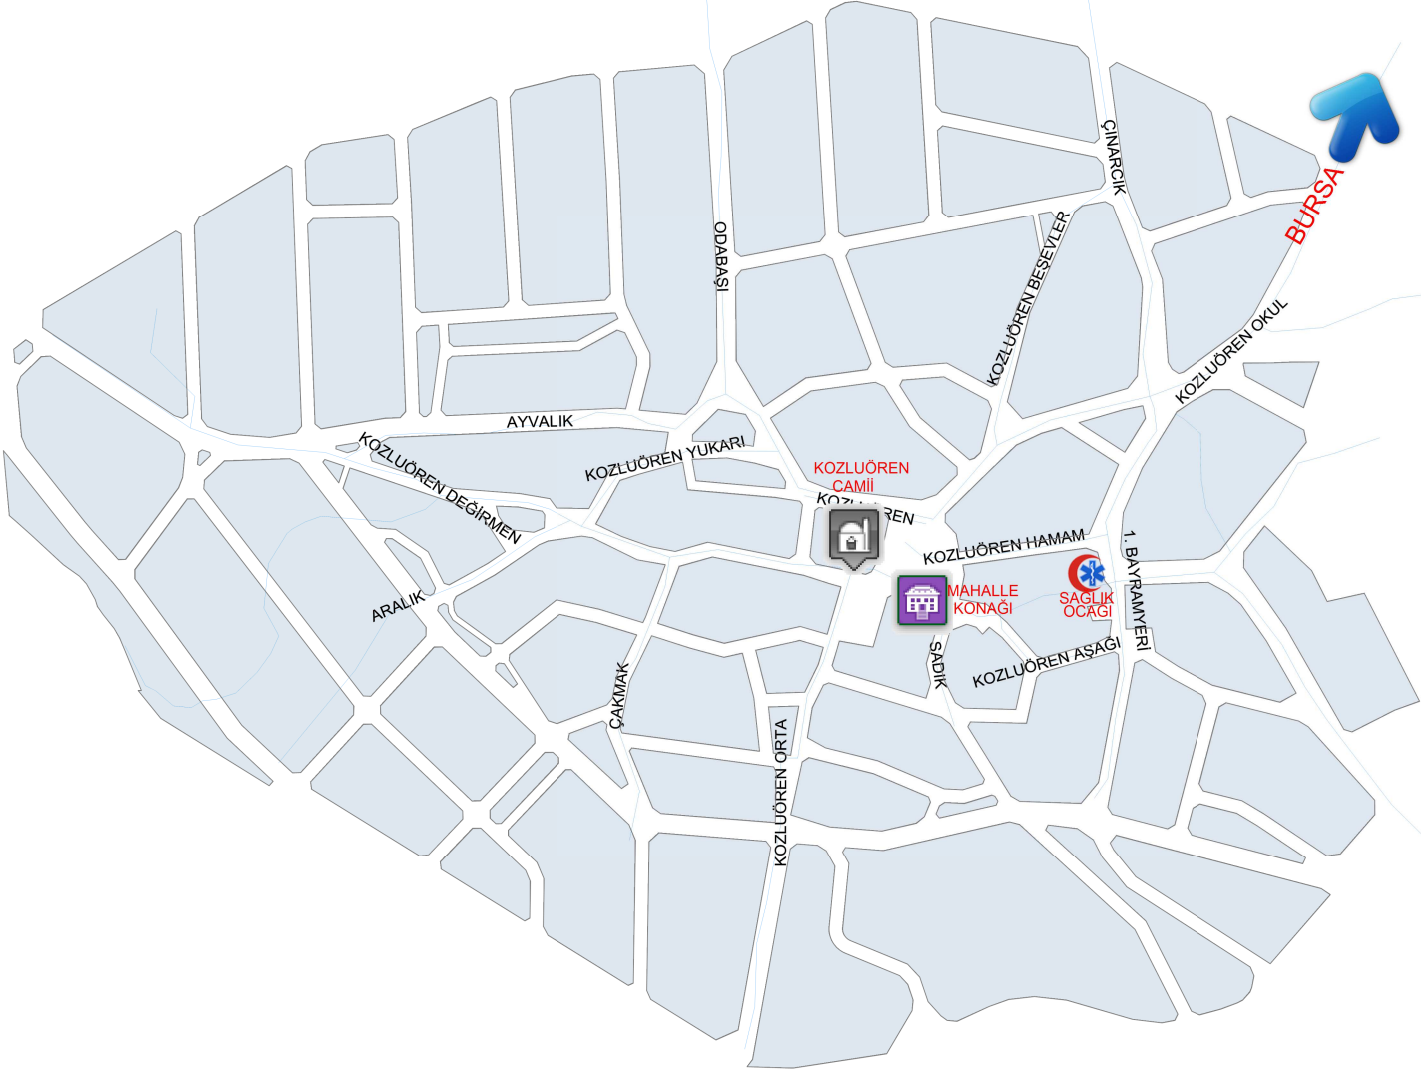 ÇINARCIK
BURSA
ODABAŞI
KOZLUÖREN BEŞEVLER
KOZLUÖREN OKUL
AYVALIK
KOZLUÖREN DEĞİRMEN
KOZLUÖREN YUKARI
KOZLUÖREN
CAMİİ
KOZLUÖREN
KOZLUÖREN HAMAM
1. BAYRAMYERİ
MAHALLE
KONAĞI
SAĞLIK
OCAĞI
ARALIK
SADIK
KOZLUÖREN AŞAĞI
ÇAKMAK
KOZLUÖREN ORTA